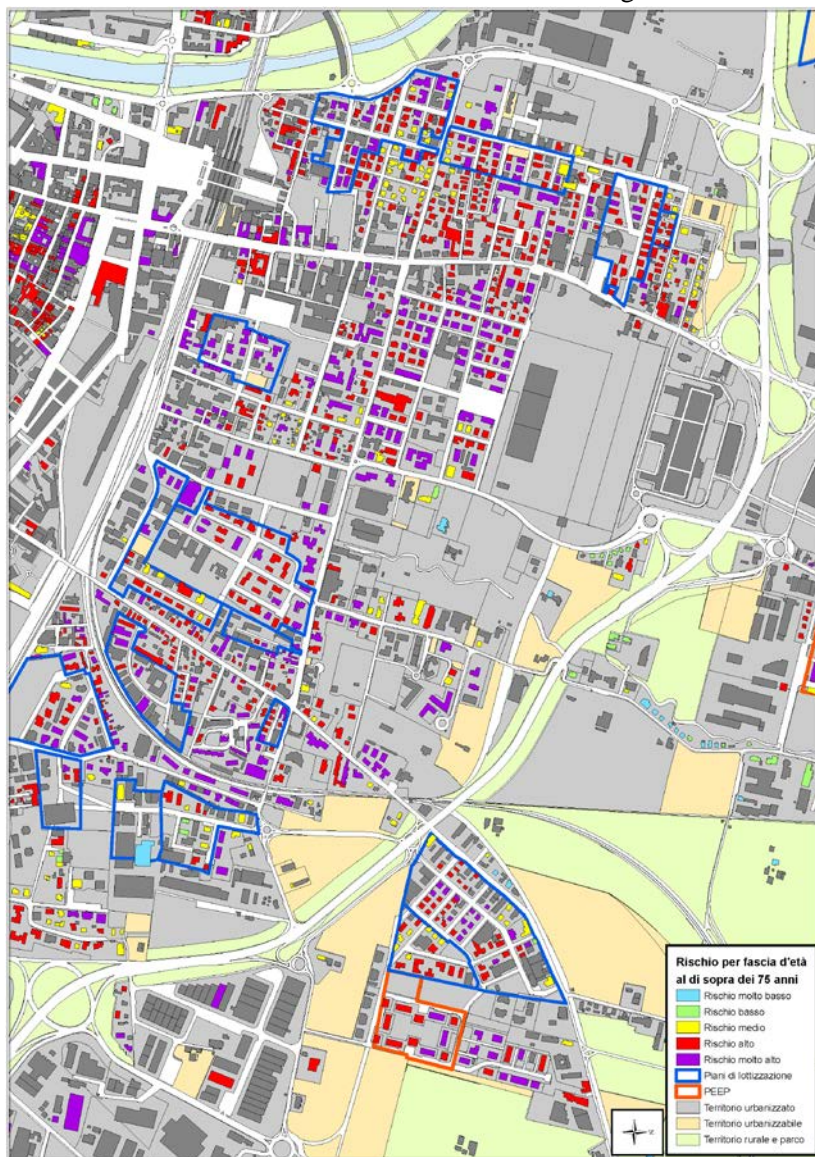 Rischio per fascia d'età
al di sopra dei 75 anni
Rischio molto basso
Rischio basso
Rischio medio
Rischio alto
Rischio molto alto
Piani di lottizzazione
PEEP
Territorio urbanizzato
Territorio urbanizzabile
Territorio rurale e parco